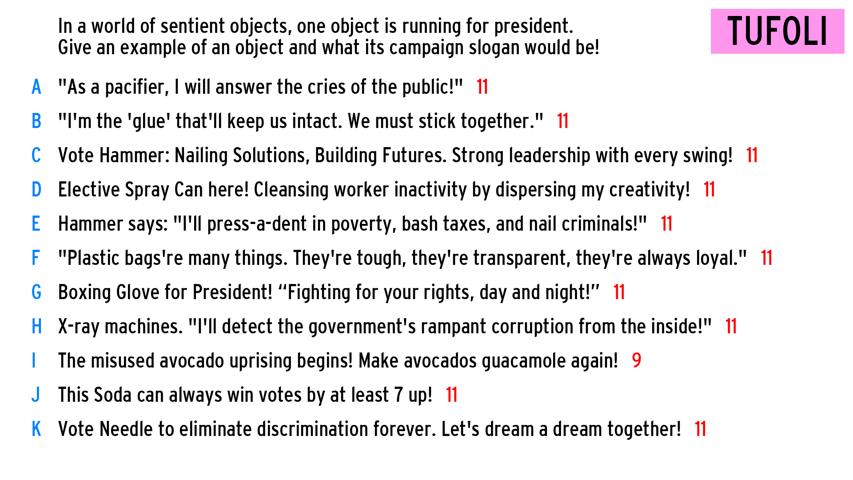 In a world of sentient objects, one object is running for president.
Give an example of an object and what its campaign slogan would be!
TUFOLI
A "As a pacifier, I will answer the cries of the public!" 11
B "I'm the 'glue' that'll keep us intact. We must stick together." 11
C Vote Hammer: Nailing Solutions, Building Futures. Strong leadership with every swing! 11
D Elective Spray Can here! Cleansing worker inactivity by dispersing my creativity! 11
E Hammer says: "I'll press-a-dent in poverty, bash taxes, and nail criminals!" 11
F "Plastic bags're many things. They're tough, they're transparent, they're always loyal." 11
G Boxing Glove for President! “Fighting for your rights, day and night!” 11
H X-ray machines. "I'll detect the government's rampant corruption from the inside!" 11
I The misused avocado uprising begins! Make avocados guacamole again! 9
J This Soda can always win votes by at least 7 up! 11
K Vote Needle to eliminate discrimination forever. Let's dream a dream together! 11